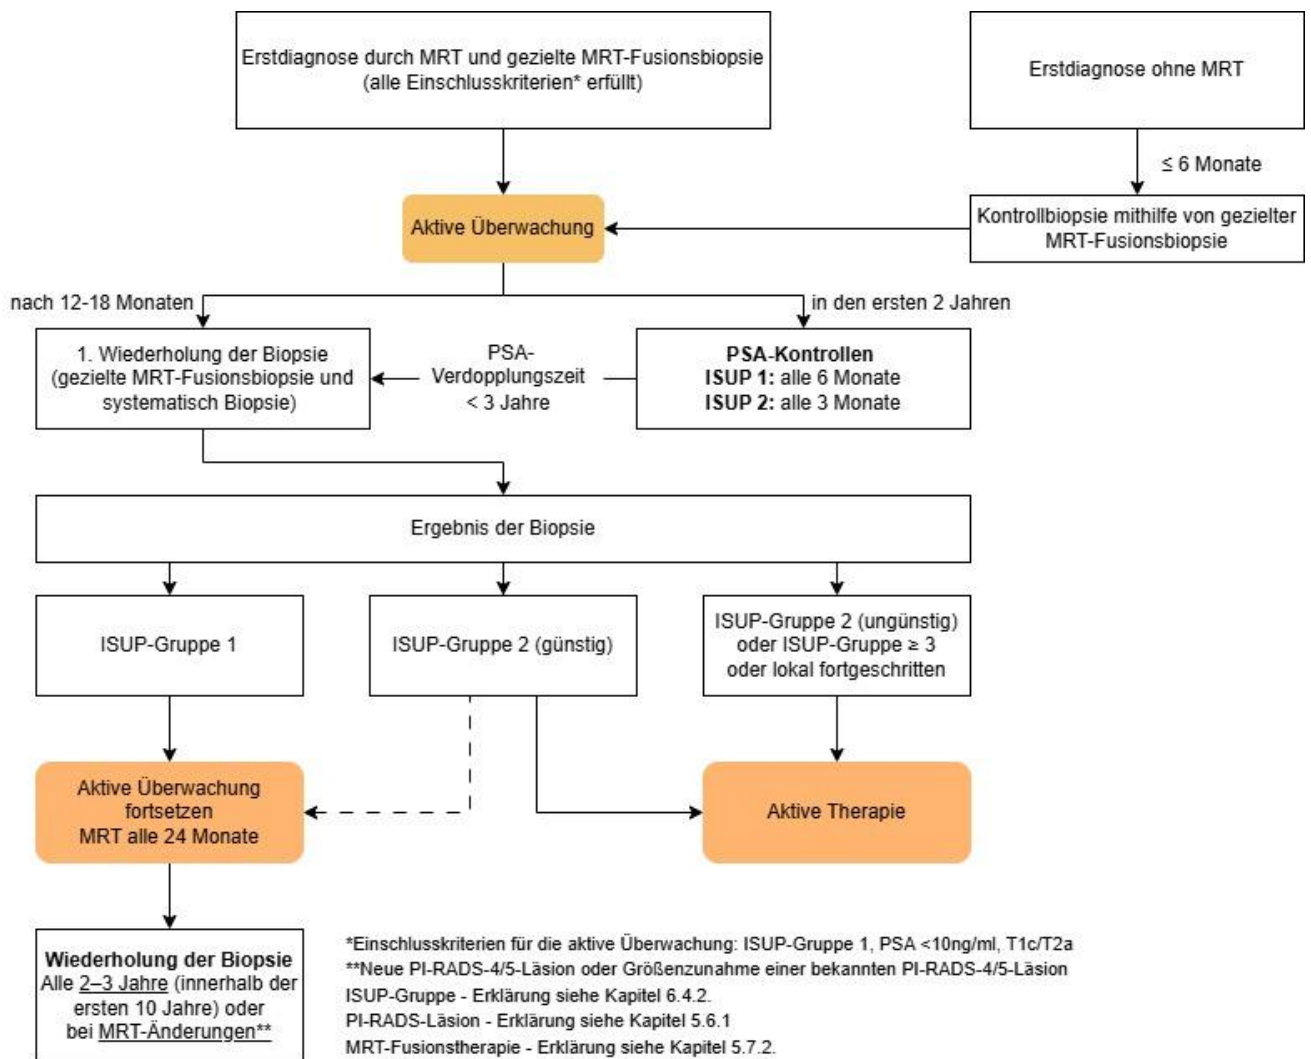 Erstdiagnose durch MRT und gezielte MRT-Fusionsbiopsie
(alle Einschlusskriterien* erfüllt)
Erstdiagnose ohne MRT
≤ 6 Monate
Aktive Überwachung
Kontrollbiopsie mithilfe von gezielter
MRT-Fusionsbiopsie
nach 12-18 Monaten
in den ersten 2 Jahren
1. Wiederholung der Biopsie
(gezielte MRT-Fusionsbiopsie und
systematisch Biopsie)
PSA-
Verdopplungszeit
< 3 Jahre
PSA-Kontrollen
ISUP 1: alle 6 Monate
ISUP 2: alle 3 Monate
Ergebnis der Biopsie
ISUP-Gruppe 1
ISUP-Gruppe 2 (günstig)
ISUP-Gruppe 2 (ungünstig)
oder ISUP-Gruppe ≥ 3
oder lokal fortgeschritten
Aktive Überwachung
fortsetzen
MRT alle 24 Monate
Aktive Therapie
Wiederholung der Biopsie
Alle 2–3 Jahre (innerhalb der
ersten 10 Jahre) oder
bei MRT-Änderungen**
*Einschlusskriterien für die aktive Überwachung: ISUP-Gruppe 1, PSA <10ng/ml, T1c/T2a
**Neue PI-RADS-4/5-Läsion oder Größenzunahme einer bekannten PI-RADS-4/5-Läsion
ISUP-Gruppe - Erklärung siehe Kapitel 6.4.2.
PI-RADS-Läsion - Erklärung siehe Kapitel 5.6.1
MRT-Fusionstherapie - Erklärung siehe Kapitel 5.7.2.